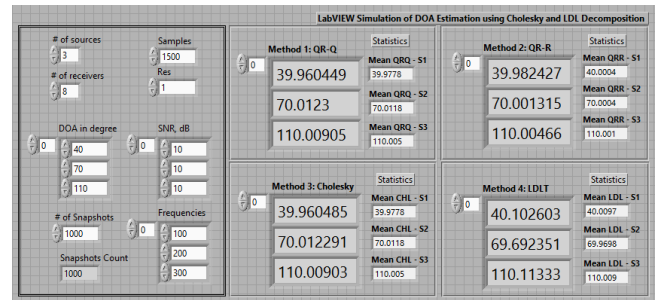 LabVIEW Simulation of DOA Estimation using Cholesky and LDL Decomposition
# of sources
3
Samples
1500
# of receivers
8
Res
1
DOA in degree
0
40
70
110
SNR, dB
0
10
10
10
# of Snapshots
1000
Snapshots Count
1000
Frequencies
0
100
200
300
Method 1: QR-Q
0
39.960449
70.0123
110.00905
Statistics
Mean QRQ - S1
39.9778
Mean QRQ - S2
70.0118
Mean QRQ - S3
110.005
Method 2: QR-R
0
39.982427
70.001315
110.00466
Statistics
Mean QRR - S1
40.0004
Mean QRR - S2
70.0004
Mean QRR - S3
110.001
Method 3: Cholesky
0
39.960485
70.012291
110.00903
Statistics
Mean CHL - S1
39.9778
Mean CHL - S2
70.0118
Mean CHL - S3
110.005
Method 4: LDLT
0
40.102603
69.692351
110.11333
Statistics
Mean LDL - S1
40.0097
Mean LDL - S2
69.9698
Mean LDL - S3
110.009